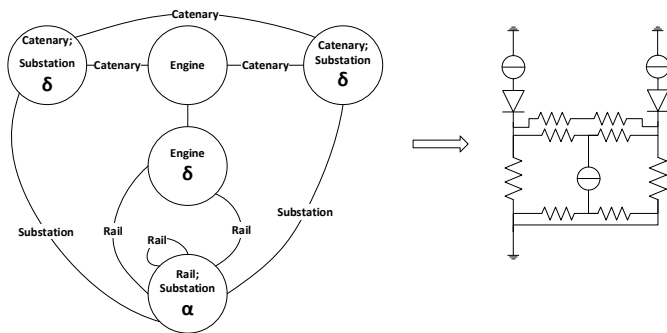 Catenary
Catenary;
Substation
δ
Catenary
Engine
Catenary
Catenary;
Substation
δ
Engine
δ
Substation
Substation
Rail
Rail
Rail
Rail;
Substation
α